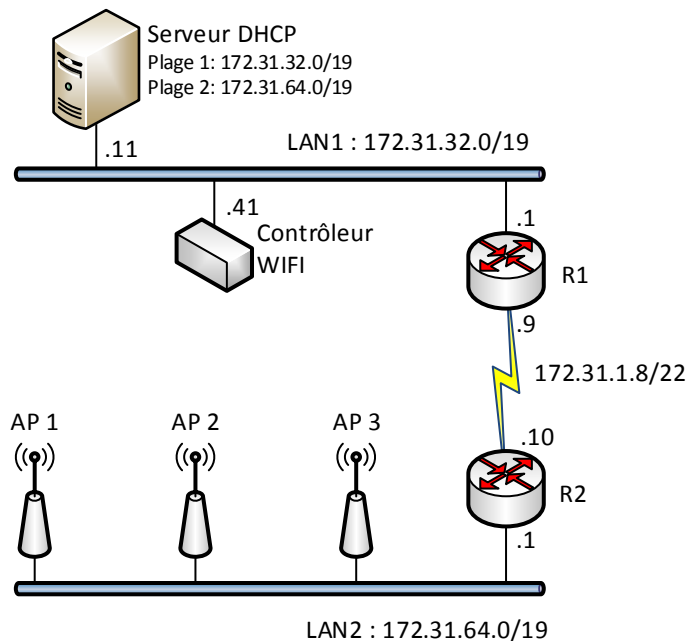 Serveur DHCP
Plage 1: 172.31.32.0/19
Plage 2: 172.31.64.0/19
.11
LAN1 : 172.31.32.0/19
.41
Contrôleur
WIFI
.1
R1
.9
172.31.1.8/22
AP 1
AP 2
AP 3
.10
R2
.1
LAN2 : 172.31.64.0/19